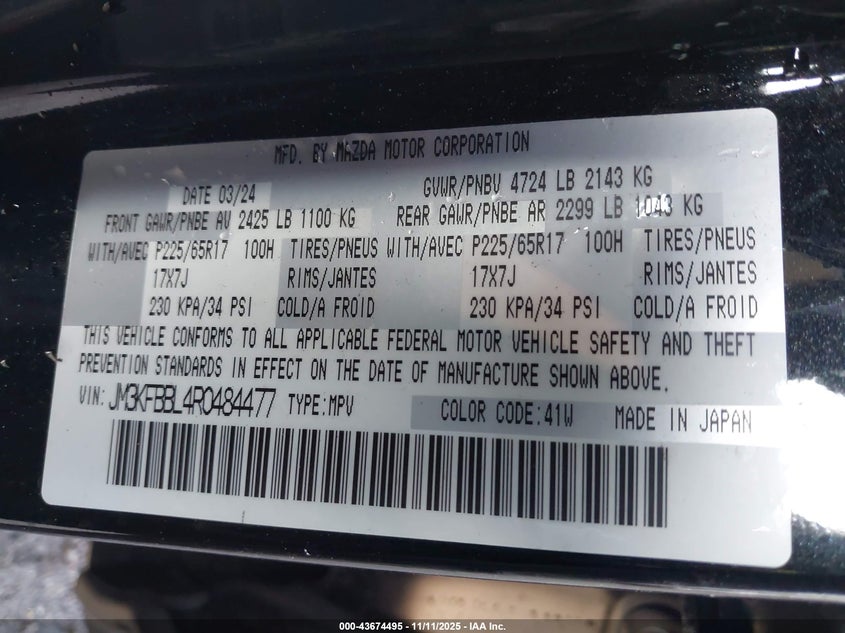 MFD. BY MAZDA MOTOR CORPORATION
DATE 03/24 GVWR/PNBV 4724 LB 2143 KG
FRONT GAWR/PNBE AV 2425 LB 1100 KG REAR GAWR/PNBE AR 2299 LB 1043 KG
WITH/AVEC P225/65R17 100H TIRES/PNEUS WITH/AVEC P225/65R17 100H TIRES/PNEUS
17X7J RIMS/JANTES 17X7J RIMS/JANTES
230 KPA/34 PSI COLD/A FROID 230 KPA/34 PSI COLD/A FROID
THIS VEHICLE CONFORMS TO ALL APPLICABLE FEDERAL MOTOR VEHICLE SAFETY AND THEFT
PREVENTION STANDARDS IN EFFECT ON THE DATE OF MANUFACTURE SHOWN ABOVE.
VIN: JM3KFBBL4R0484477 TYPE:MPV COLOR CODE:41W MADE IN JAPAN
000-43674495 - 11/11/2025 - IAA Inc.